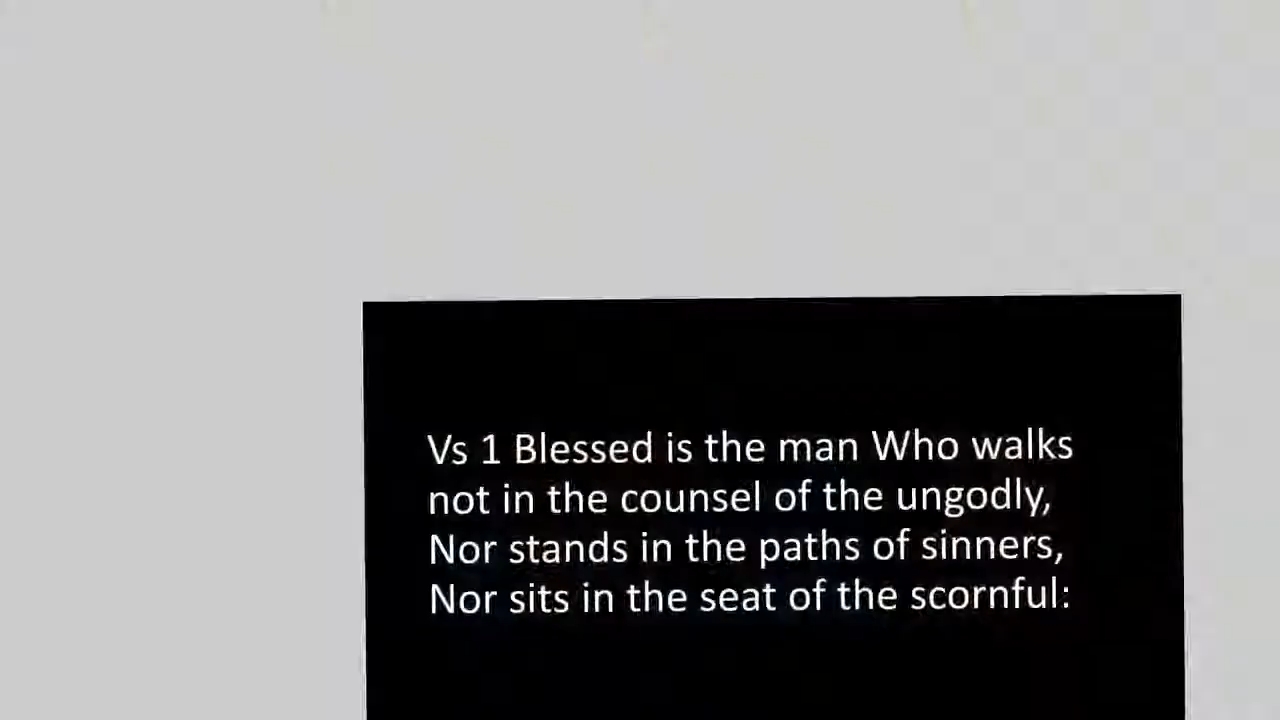 Vs 1 Blessed is the man Who walks
not in the counsel of the ungodly,
Nor stands in the paths of sinners,
Nor sits in the seat of the scornful: